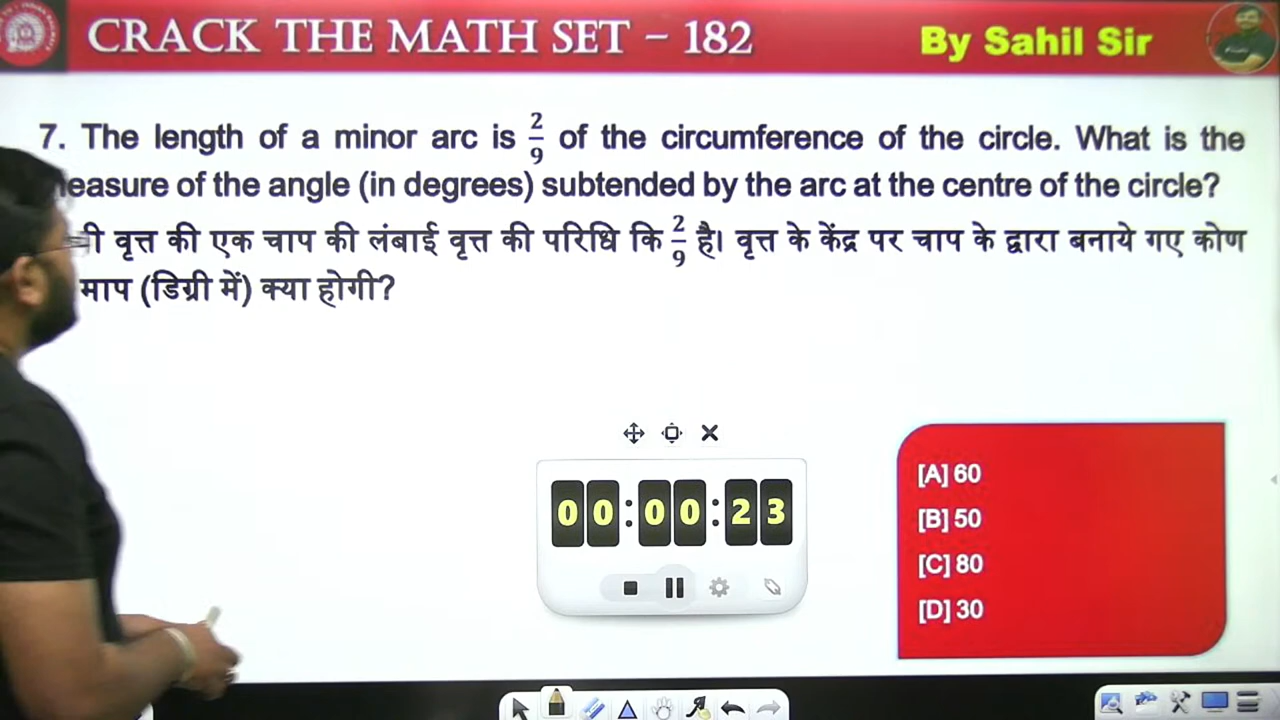 CRACK THE MATH SET – 182
By Sahil Sir
7. The length of a minor arc is 2/9 of the circumference of the circle. What is the
easure of the angle (in degrees) subtended by the arc at the centre of the circle?
ी वृत्त की एक चाप की लंबाई वृत्त की परिधि कि 2/9 है। वृत्त के केंद्र पर चाप के द्वारा बनाये गए कोण
माप (डिग्री में) क्या होगी?
00:00:23
[A] 60
[B] 50
[C] 80
[D] 30